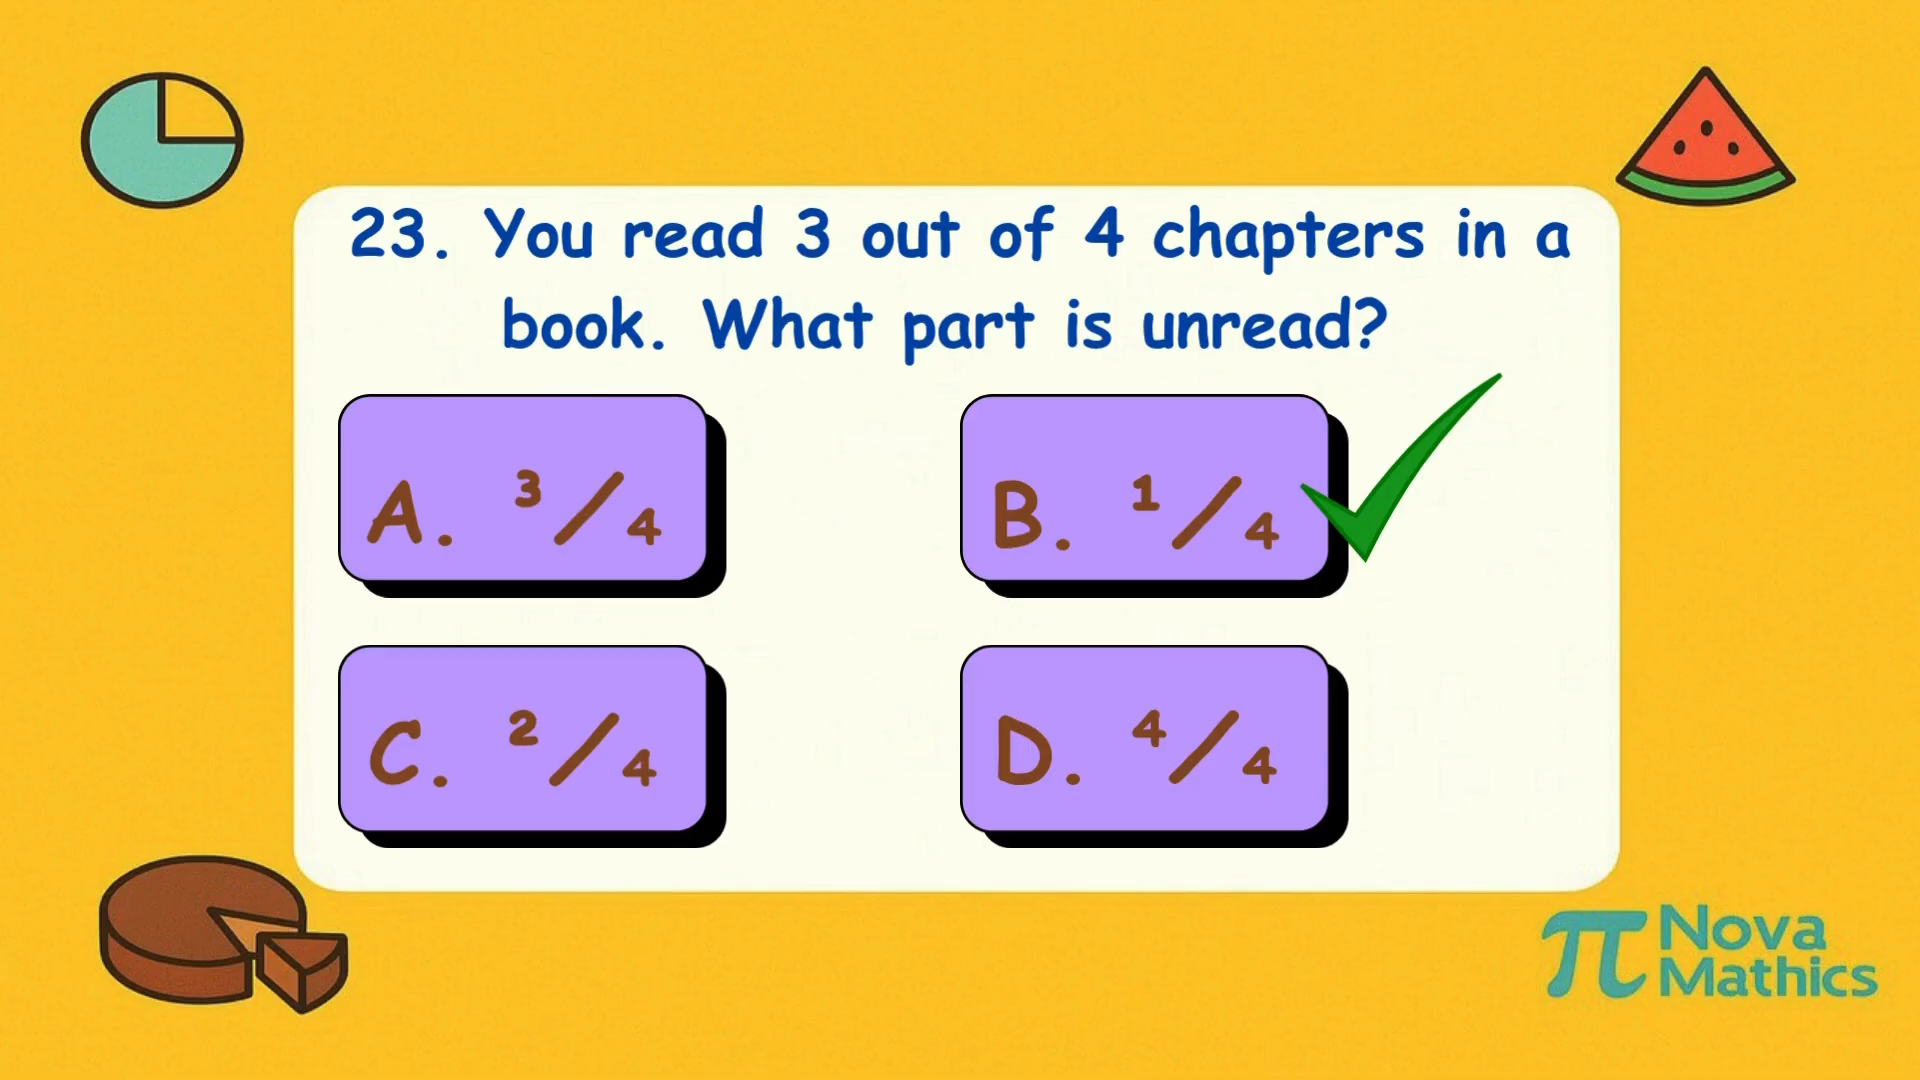 23. You read 3 out of 4 chapters in a
book. What part is unread?
A. ³/₄
B. ¹/₄
C. ²/₄
D. ⁴/₄
π Nova
Mathics